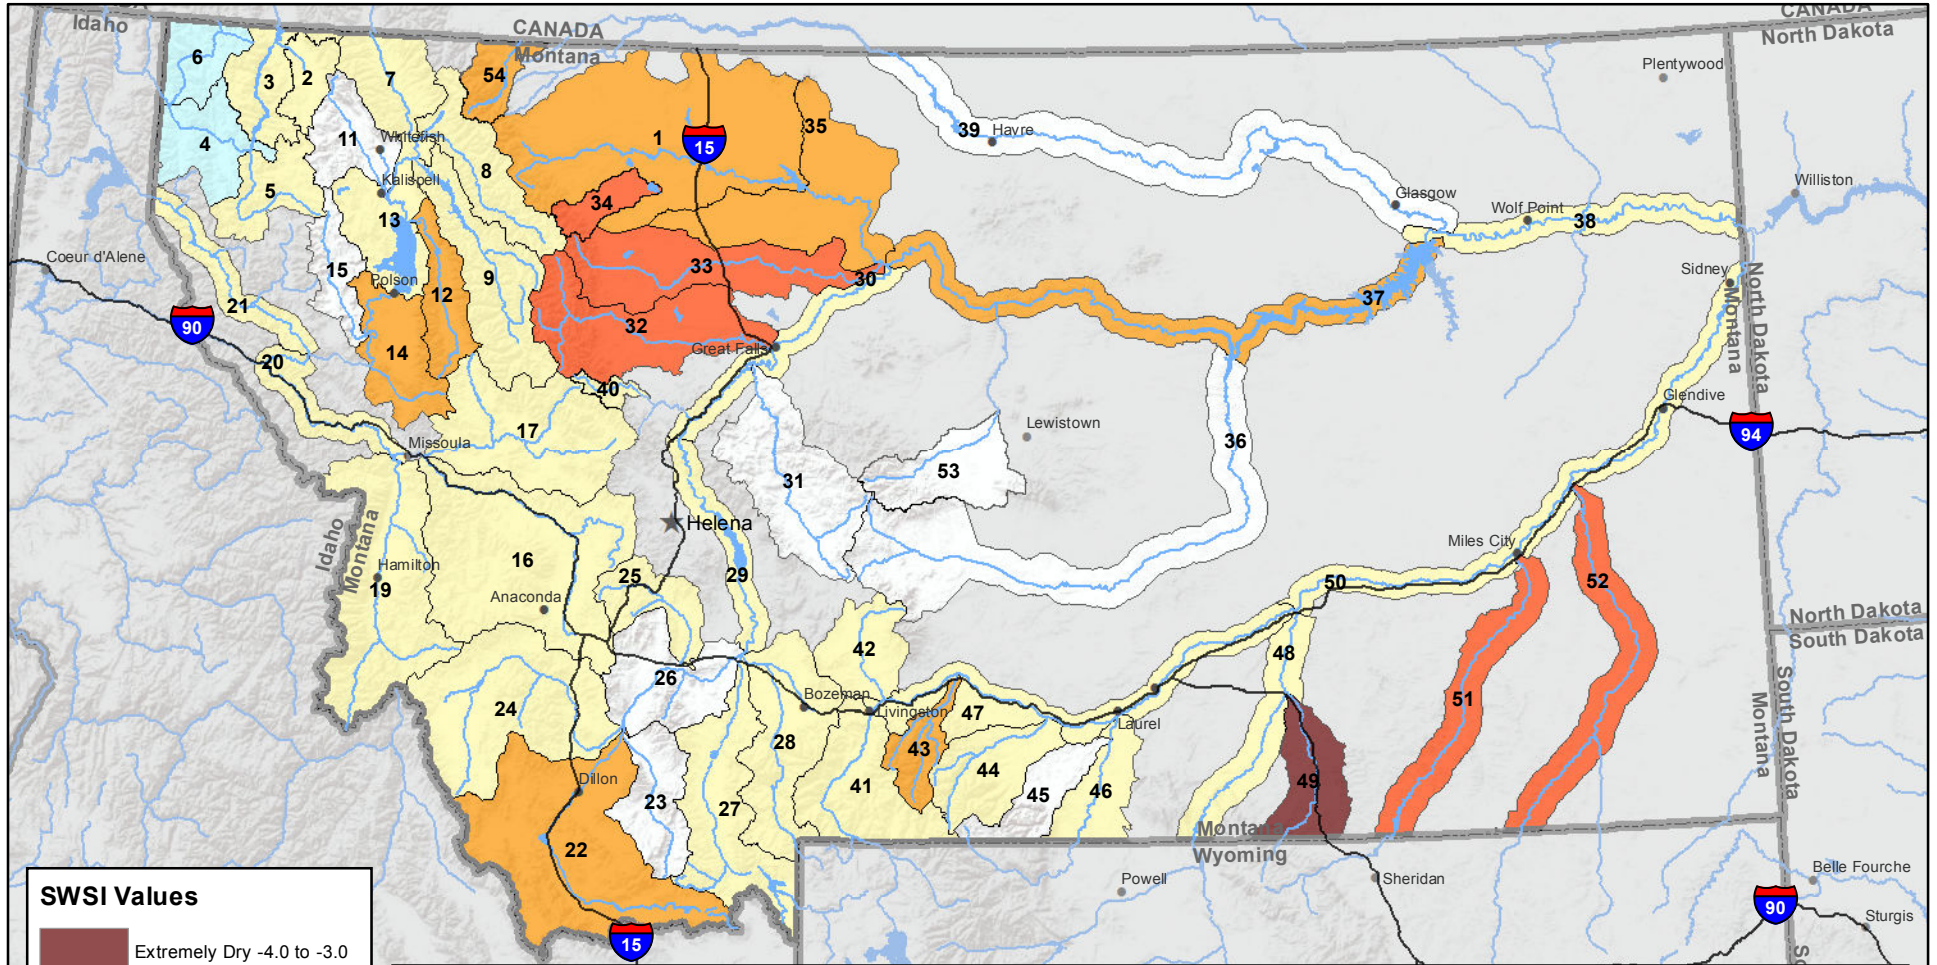 CANADA
CANADA
Idaho
Montana
North Dakota
6
3
2
7
54
Plentywood
4
11
Whitefish
1
15
35
39
Havre
5
8
Kalispell
34
Glasgow
Williston
13
Wolf Point
38
Coeur d'Alene
15
9
33
30
Sidney
Polson
12
21
37
90
32
Montana
North Dakota
14
Great Falls
20
40
Glendive
17
Lewistown
Missoula
36
94
31
53
Helena
Idaho
Montana
16
Miles City
Hamilton
25
29
50
52
19
Anaconda
North Dakota
South Dakota
42
48
26
Bozeman
24
Livingston
47
51
28
43
Laurel
Montana
South Dakota
44
Dillon
41
45
46
49
23
27
22
Montana
Wyoming
Belle Fourche
Powell
Sheridan
SWSI Values
90
Sturgis
15
Extremely Dry -4.0 to -3.0